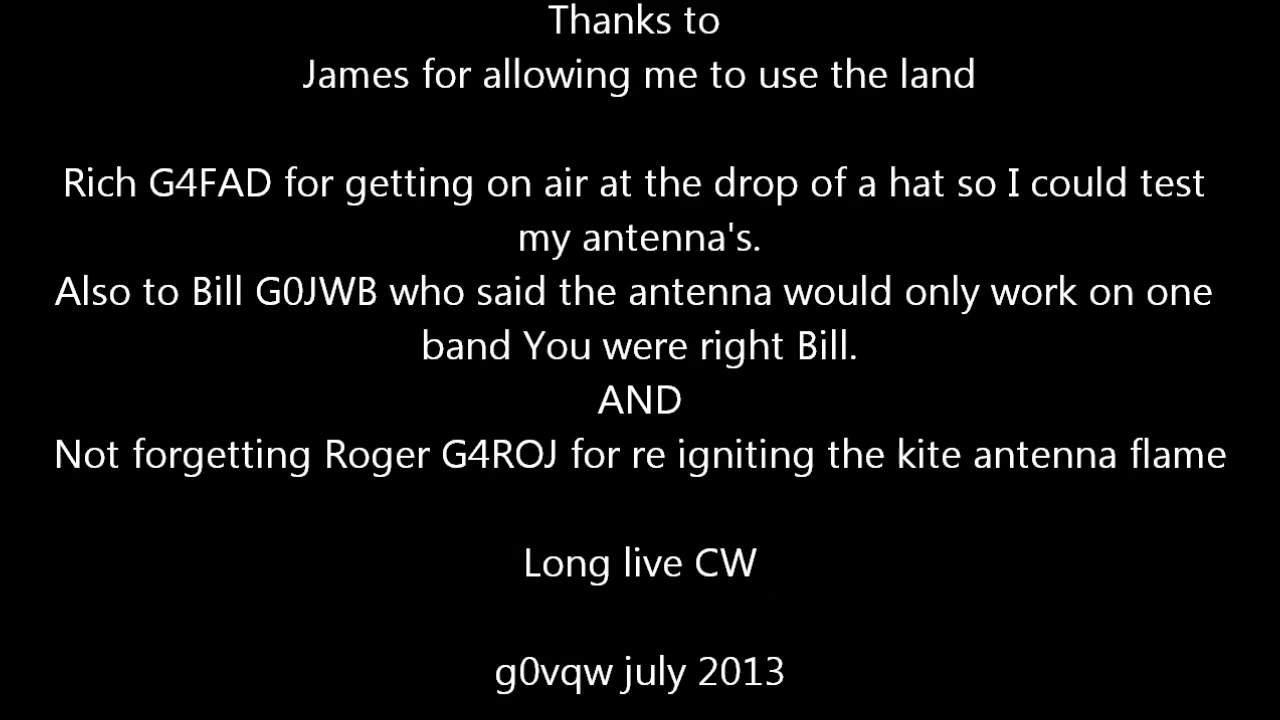 Thanks to
James for allowing me to use the land
Rich G4FAD for getting on air at the drop of a hat so I could test
my antenna's.
Also to Bill G0JWB who said the antenna would only work on one
band You were right Bill.
AND
Not forgetting Roger G4ROJ for re igniting the kite antenna flame
Long live CW
g0vqw july 2013